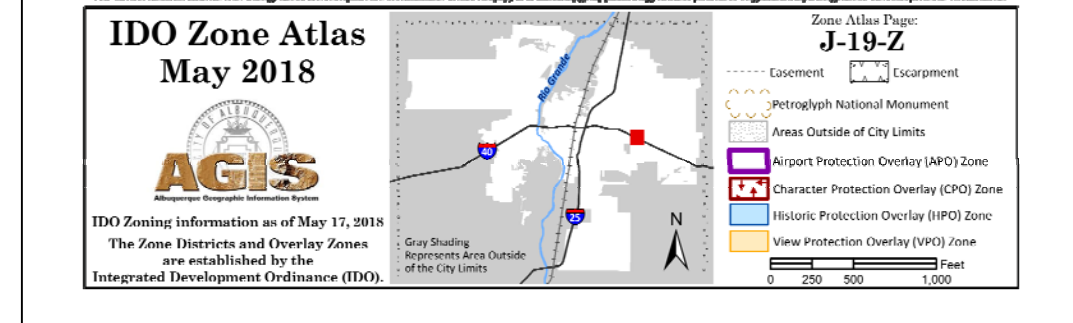 IDO Zone Atlas
May 2018
CITY OF ALBUQUERQUE
AGIS
Albuquerque Geographic Information System
IDO Zoning information as of May 17, 2018
The Zone Districts and Overlay Zones
are established by the
Integrated Development Ordinance (IDO).
Rio Grande
40
25
Gray Shading
Represents Area Outside
of the City Limits
N
Zone Atlas Page:
J-19-Z
Easement
Escarpment
Petroglyph National Monument
Areas Outside of City Limits
Airport Protection Overlay (APO) Zone
Character Protection Overlay (CPO) Zone
Historic Protection Overlay (HPO) Zone
View Protection Overlay (VPO) Zone
Feet
0 250 500 1,000